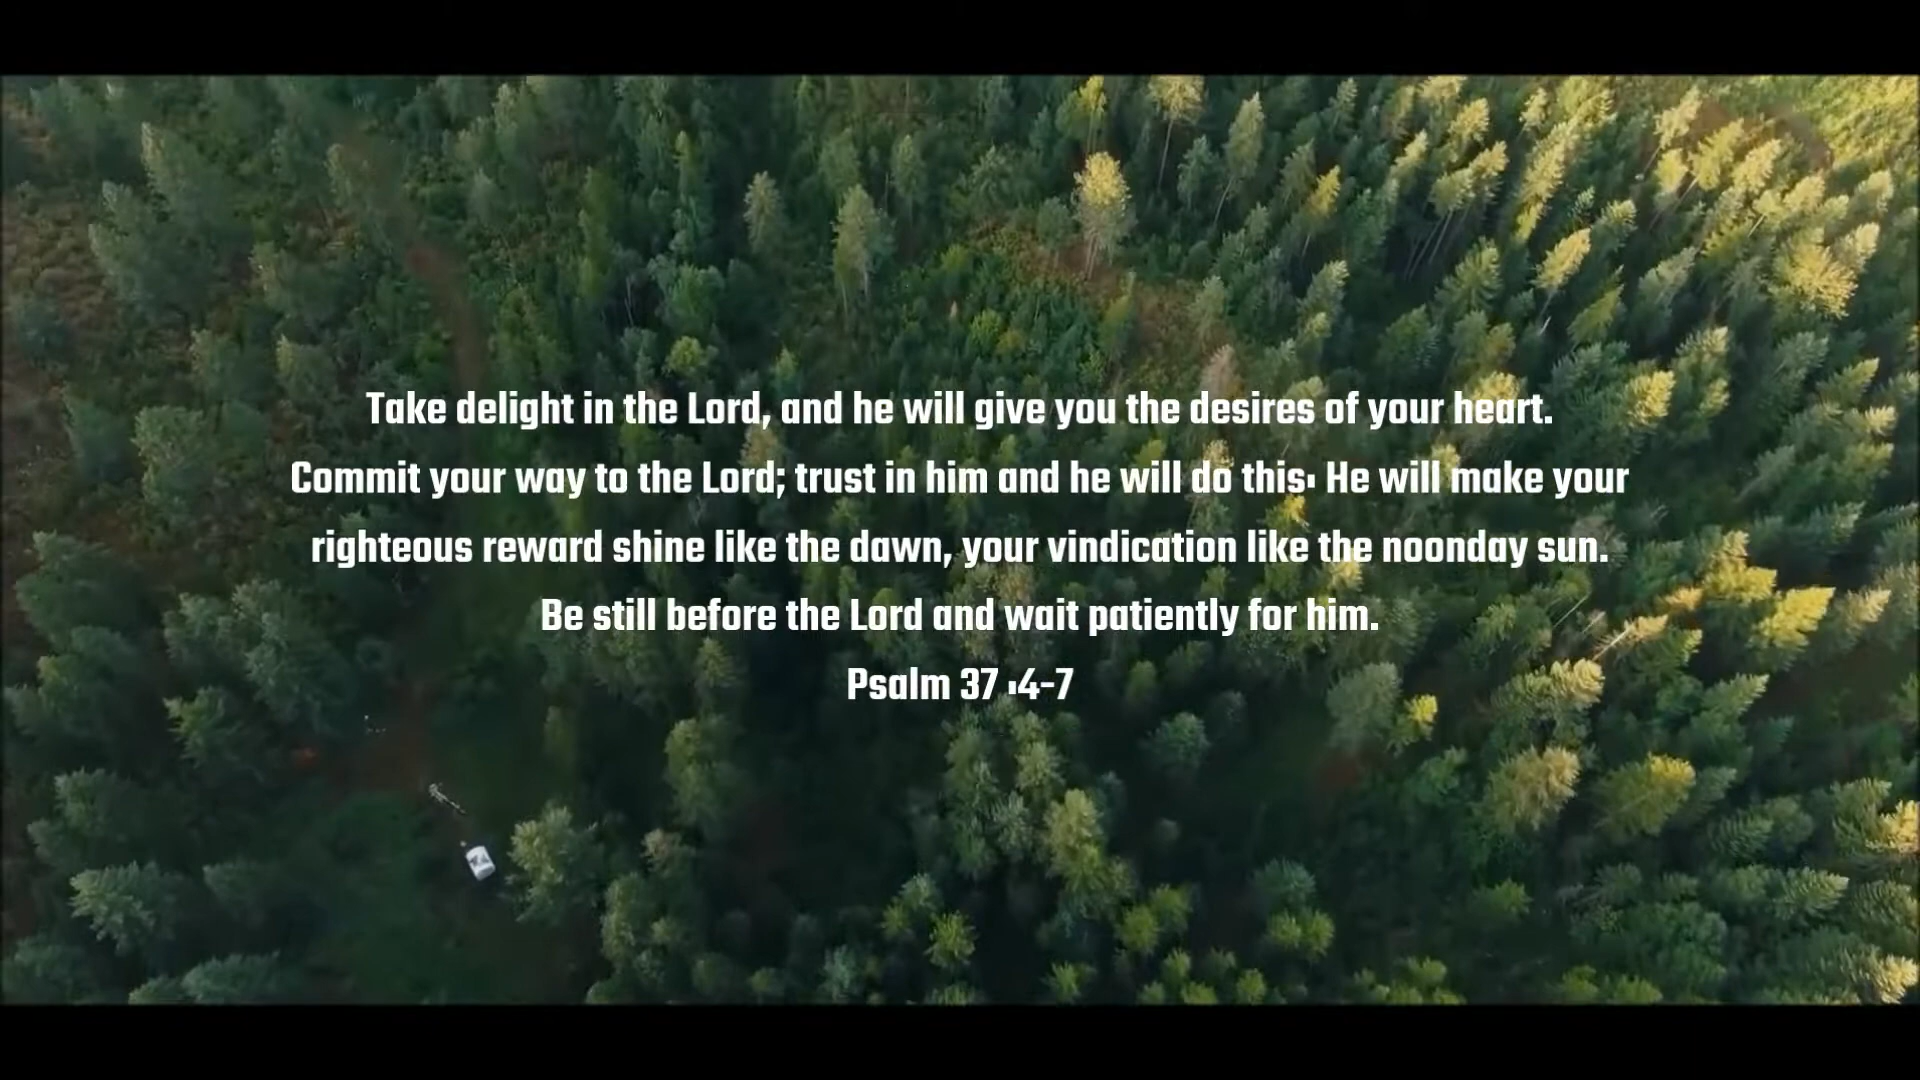 Take delight in the Lord, and he will give you the desires of your heart.
Commit your way to the Lord; trust in him and he will do this: He will make your
righteous reward shine like the dawn, your vindication like the noonday sun.
Be still before the Lord and wait patiently for him.
Psalm 37 :4-7